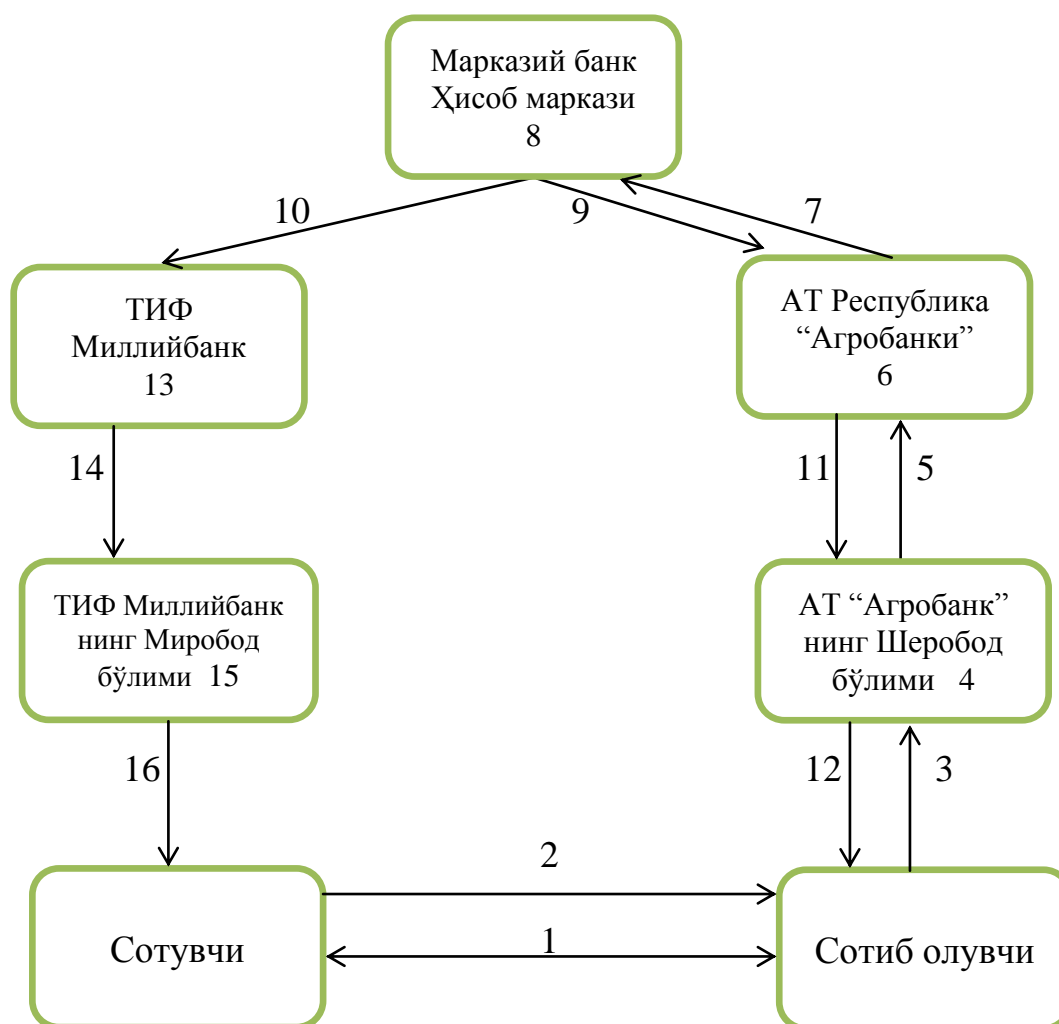 Марказий банк
Ҳисоб маркази
8
10
9
7
ТИФ
Миллийбанк
13
АТ Республика
“Агробанки”
6
14
11
5
ТИФ Миллийбанк
нинг Миробод
бўлими 15
АТ “Агробанк”
нинг Шеробод
бўлими 4
16
12
3
2
1
Сотувчи
Сотиб олувчи